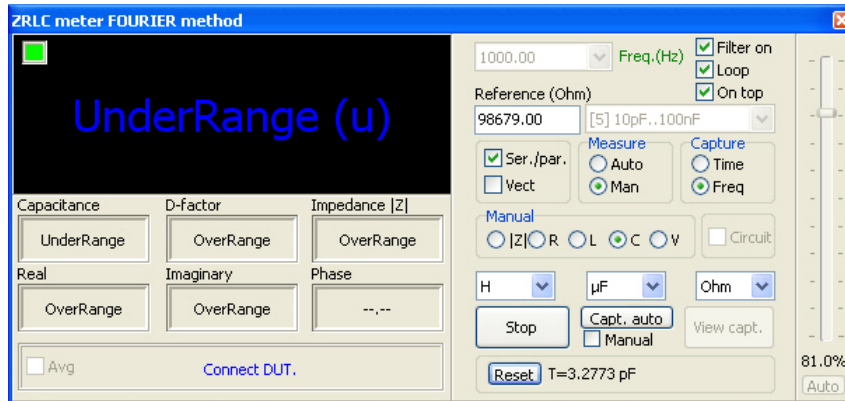 ZRLC meter FOURIER method
UnderRange (u)
Capacitance D-factor Impedance |Z|
UnderRange OverRange OverRange
Real Imaginary Phase
OverRange OverRange --.--
Avg Connect DUT.
1000.00 Freq.(Hz) Filter on
Loop
Reference (Ohm) On top
98679.00 [5] 10pF..100nF
Measure Capture
Ser./par. Auto Time
Vect Man Freq
Manual
|Z| R L C V Circuit
H µF Ohm
Stop Capt. auto View capt.
Manual
Reset T=3.2773 pF
81.0%
Auto